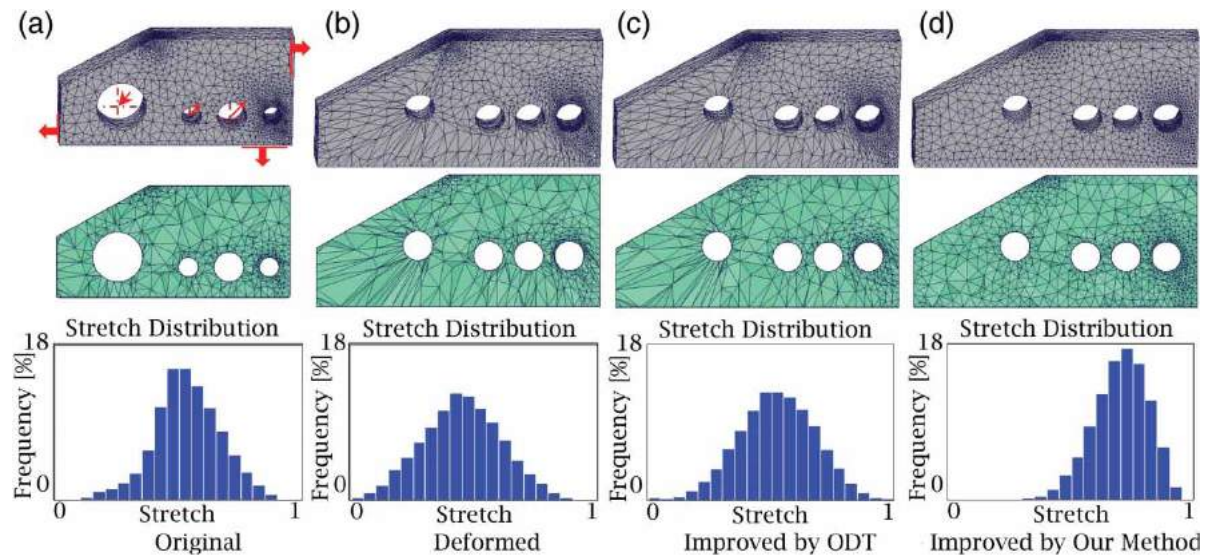 (a)
(b)
(c)
(d)
Stretch Distribution
Stretch Distribution
Stretch Distribution
Stretch Distribution
18
Frequency [%]
0
0
Stretch
1
Original
18
Frequency [%]
0
0
Stretch
1
Deformed
18
Frequency [%]
0
0
Stretch
1
Improved by ODT
18
Frequency [%]
0
0
Stretch
1
Improved by Our Method